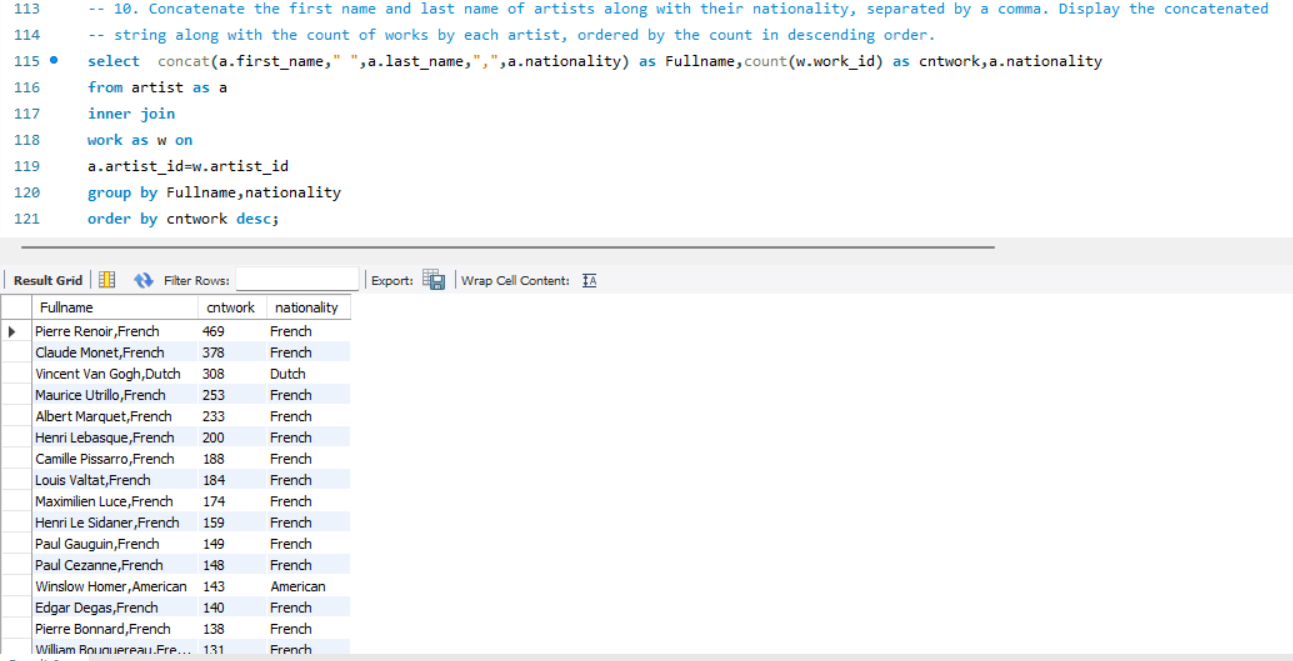 113 -- 10. Concatenate the first name and last name of artists along with their nationality, separated by a comma. Display the concatenated
114 -- string along with the count of works by each artist, ordered by the count in descending order.
115 select concat(a.first_name," ",a.last_name,",",a.nationality) as Fullname,count(w.work_id) as cntwork,a.nationality
116 from artist as a
117 inner join
118 work as w on
119 a.artist_id=w.artist_id
120 group by Fullname,nationality
121 order by cntwork desc;
Result Grid Filter Rows: Export: Wrap Cell Content: IA
Fullname cntwork nationality
Pierre Renoir,French 469 French
Claude Monet,French 378 French
Vincent Van Gogh,Dutch 308 Dutch
Maurice Utrillo,French 253 French
Albert Marquet,French 233 French
Henri Lebasque,French 200 French
Camille Pissarro,French 188 French
Louis Valtat,French 184 French
Maximilien Luce,French 174 French
Henri Le Sidaner,French 159 French
Paul Gauguin,French 149 French
Paul Cezanne,French 148 French
Winslow Homer,American 143 American
Edgar Degas,French 140 French
Pierre Bonnard,French 138 French
William Bouguereau,Fre... 131 French